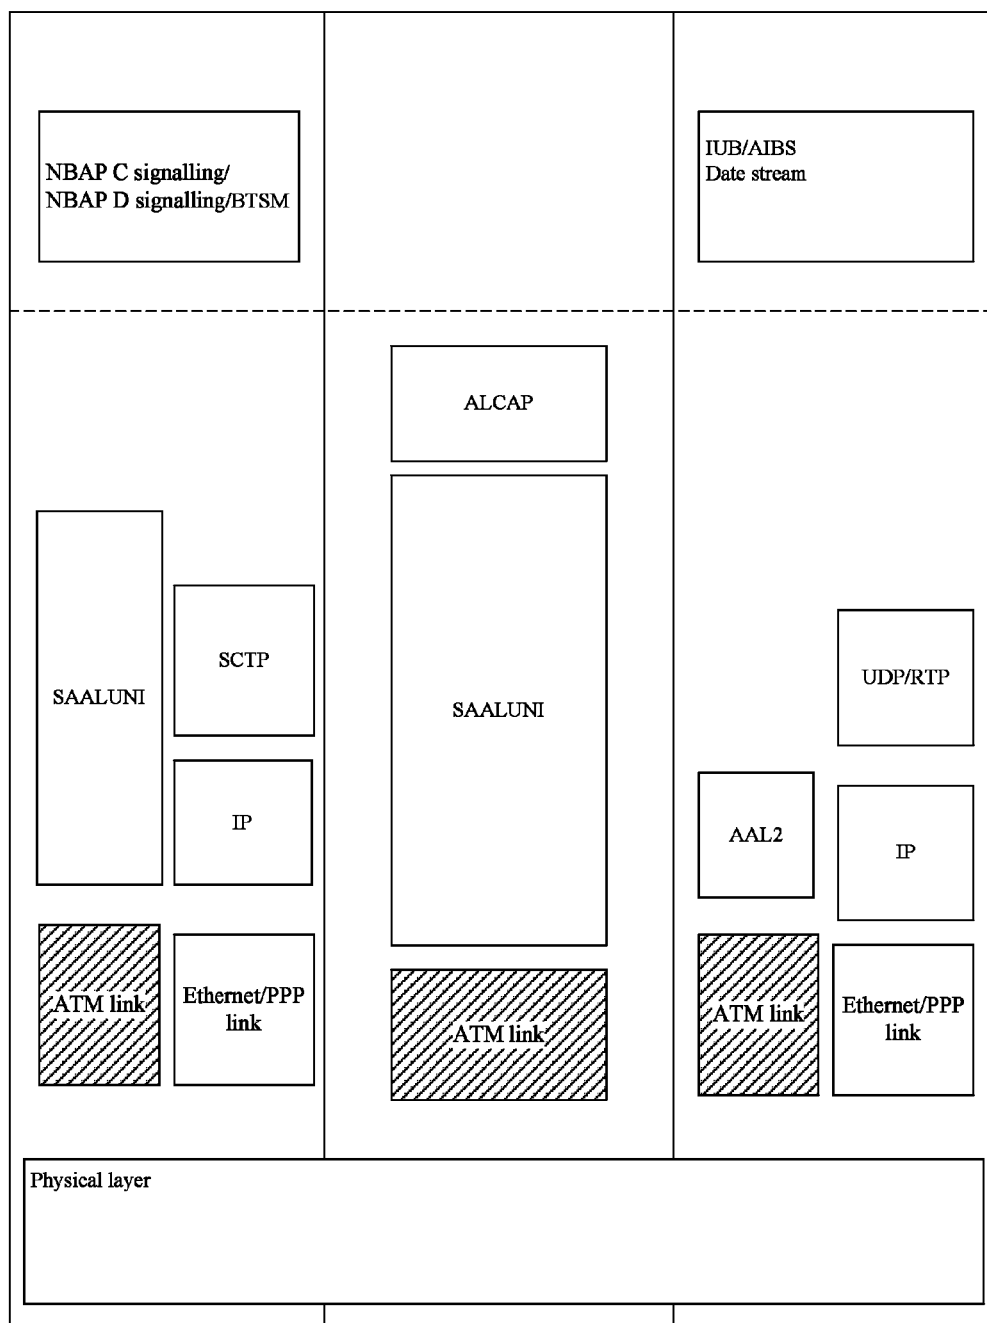 NBAP C signalling/
NBAP D signalling/BTSM
IUB/AIBS
Date stream
ALCAP
SAALUNI
SCTP
IP
SAALUNI
UDP/RTP
AAL2
IP
ATM link
Ethernet/PPP
link
ATM link
ATM link
Ethernet/PPP
link
Physical layer